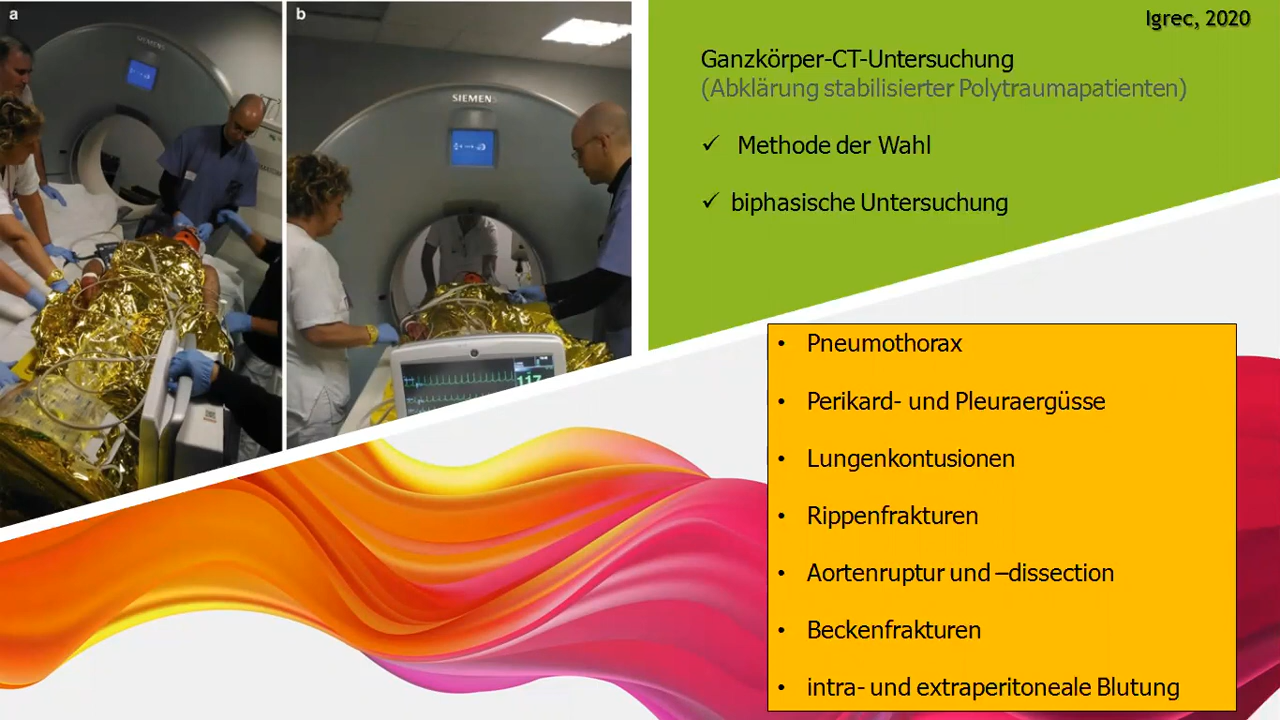 a
b
SIEMENS
SIEMENS
117
Igrec, 2020
Ganzkörper-CT-Untersuchung
(Abklärung stabilisierter Polytraumapatienten)
✓ Methode der Wahl
✓ biphasische Untersuchung
• Pneumothorax
• Perikard- und Pleuraergüsse
• Lungenkontusionen
• Rippenfrakturen
• Aortenruptur und –dissection
• Beckenfrakturen
• intra- und extraperitoneale Blutung